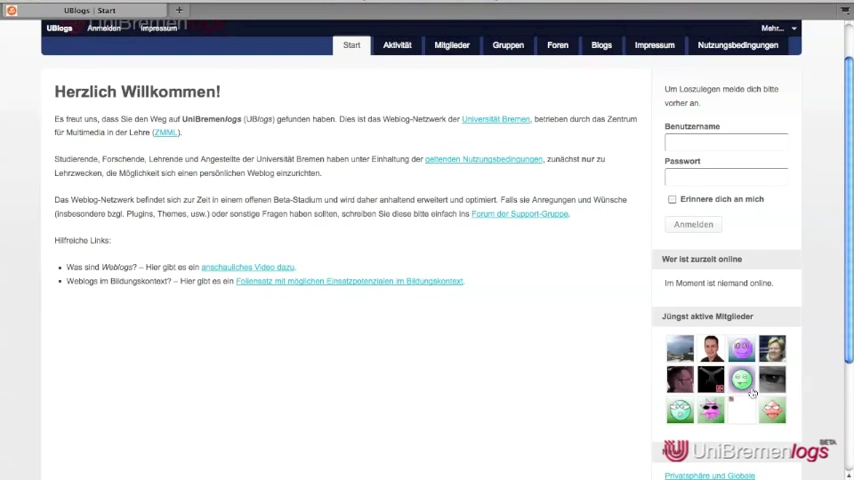 UBlogs | Start
UniBremen
UBlogs Anmelden Impressum Mehr...
Start Aktivität Mitglieder Gruppen Foren Blogs Impressum Nutzungsbedingungen
Herzlich Willkommen!
Es freut uns, dass Sie den Weg auf UniBremenlogs (UBlogs) gefunden haben. Dies ist das Weblog-Netzwerk der Universität Bremen, betrieben durch das Zentrum
für Multimedia in der Lehre (ZMML).
Studierende, Forschende, Lehrende und Angestellte der Universität Bremen haben unter Einhaltung der geltenden Nutzungsbedingungen, zunächst nur zu
Lehrzwecken, die Möglichkeit sich einen persönlichen Weblog einzurichten.
Das Weblog-Netzwerk befindet sich zur Zeit in einem offenen Beta-Stadium und wird daher anhaltend erweitert und optimiert. Falls sie Anregungen und Wünsche
(insbesondere bzgl. Plugins, Themes, usw.) oder sonstige Fragen haben sollten, schreiben Sie diese bitte einfach ins Forum der Support-Gruppe.
Hilfreiche Links:
Was sind Weblogs? – Hier gibt es ein anschauliches Video dazu.
Weblogs im Bildungskontext? – Hier gibt es ein Foliensatz mit möglichen Einsatzpotenzialen im Bildungskontext.
Um Loszulegen melde dich bitte
vorher an.
Benutzername
Passwort
Erinnere dich an mich
Anmelden
Wer ist zurzeit online
Im Moment ist niemand online.
Jüngst aktive Mitglieder
UniBremenlogs BETA
Privatsphäre und Globale